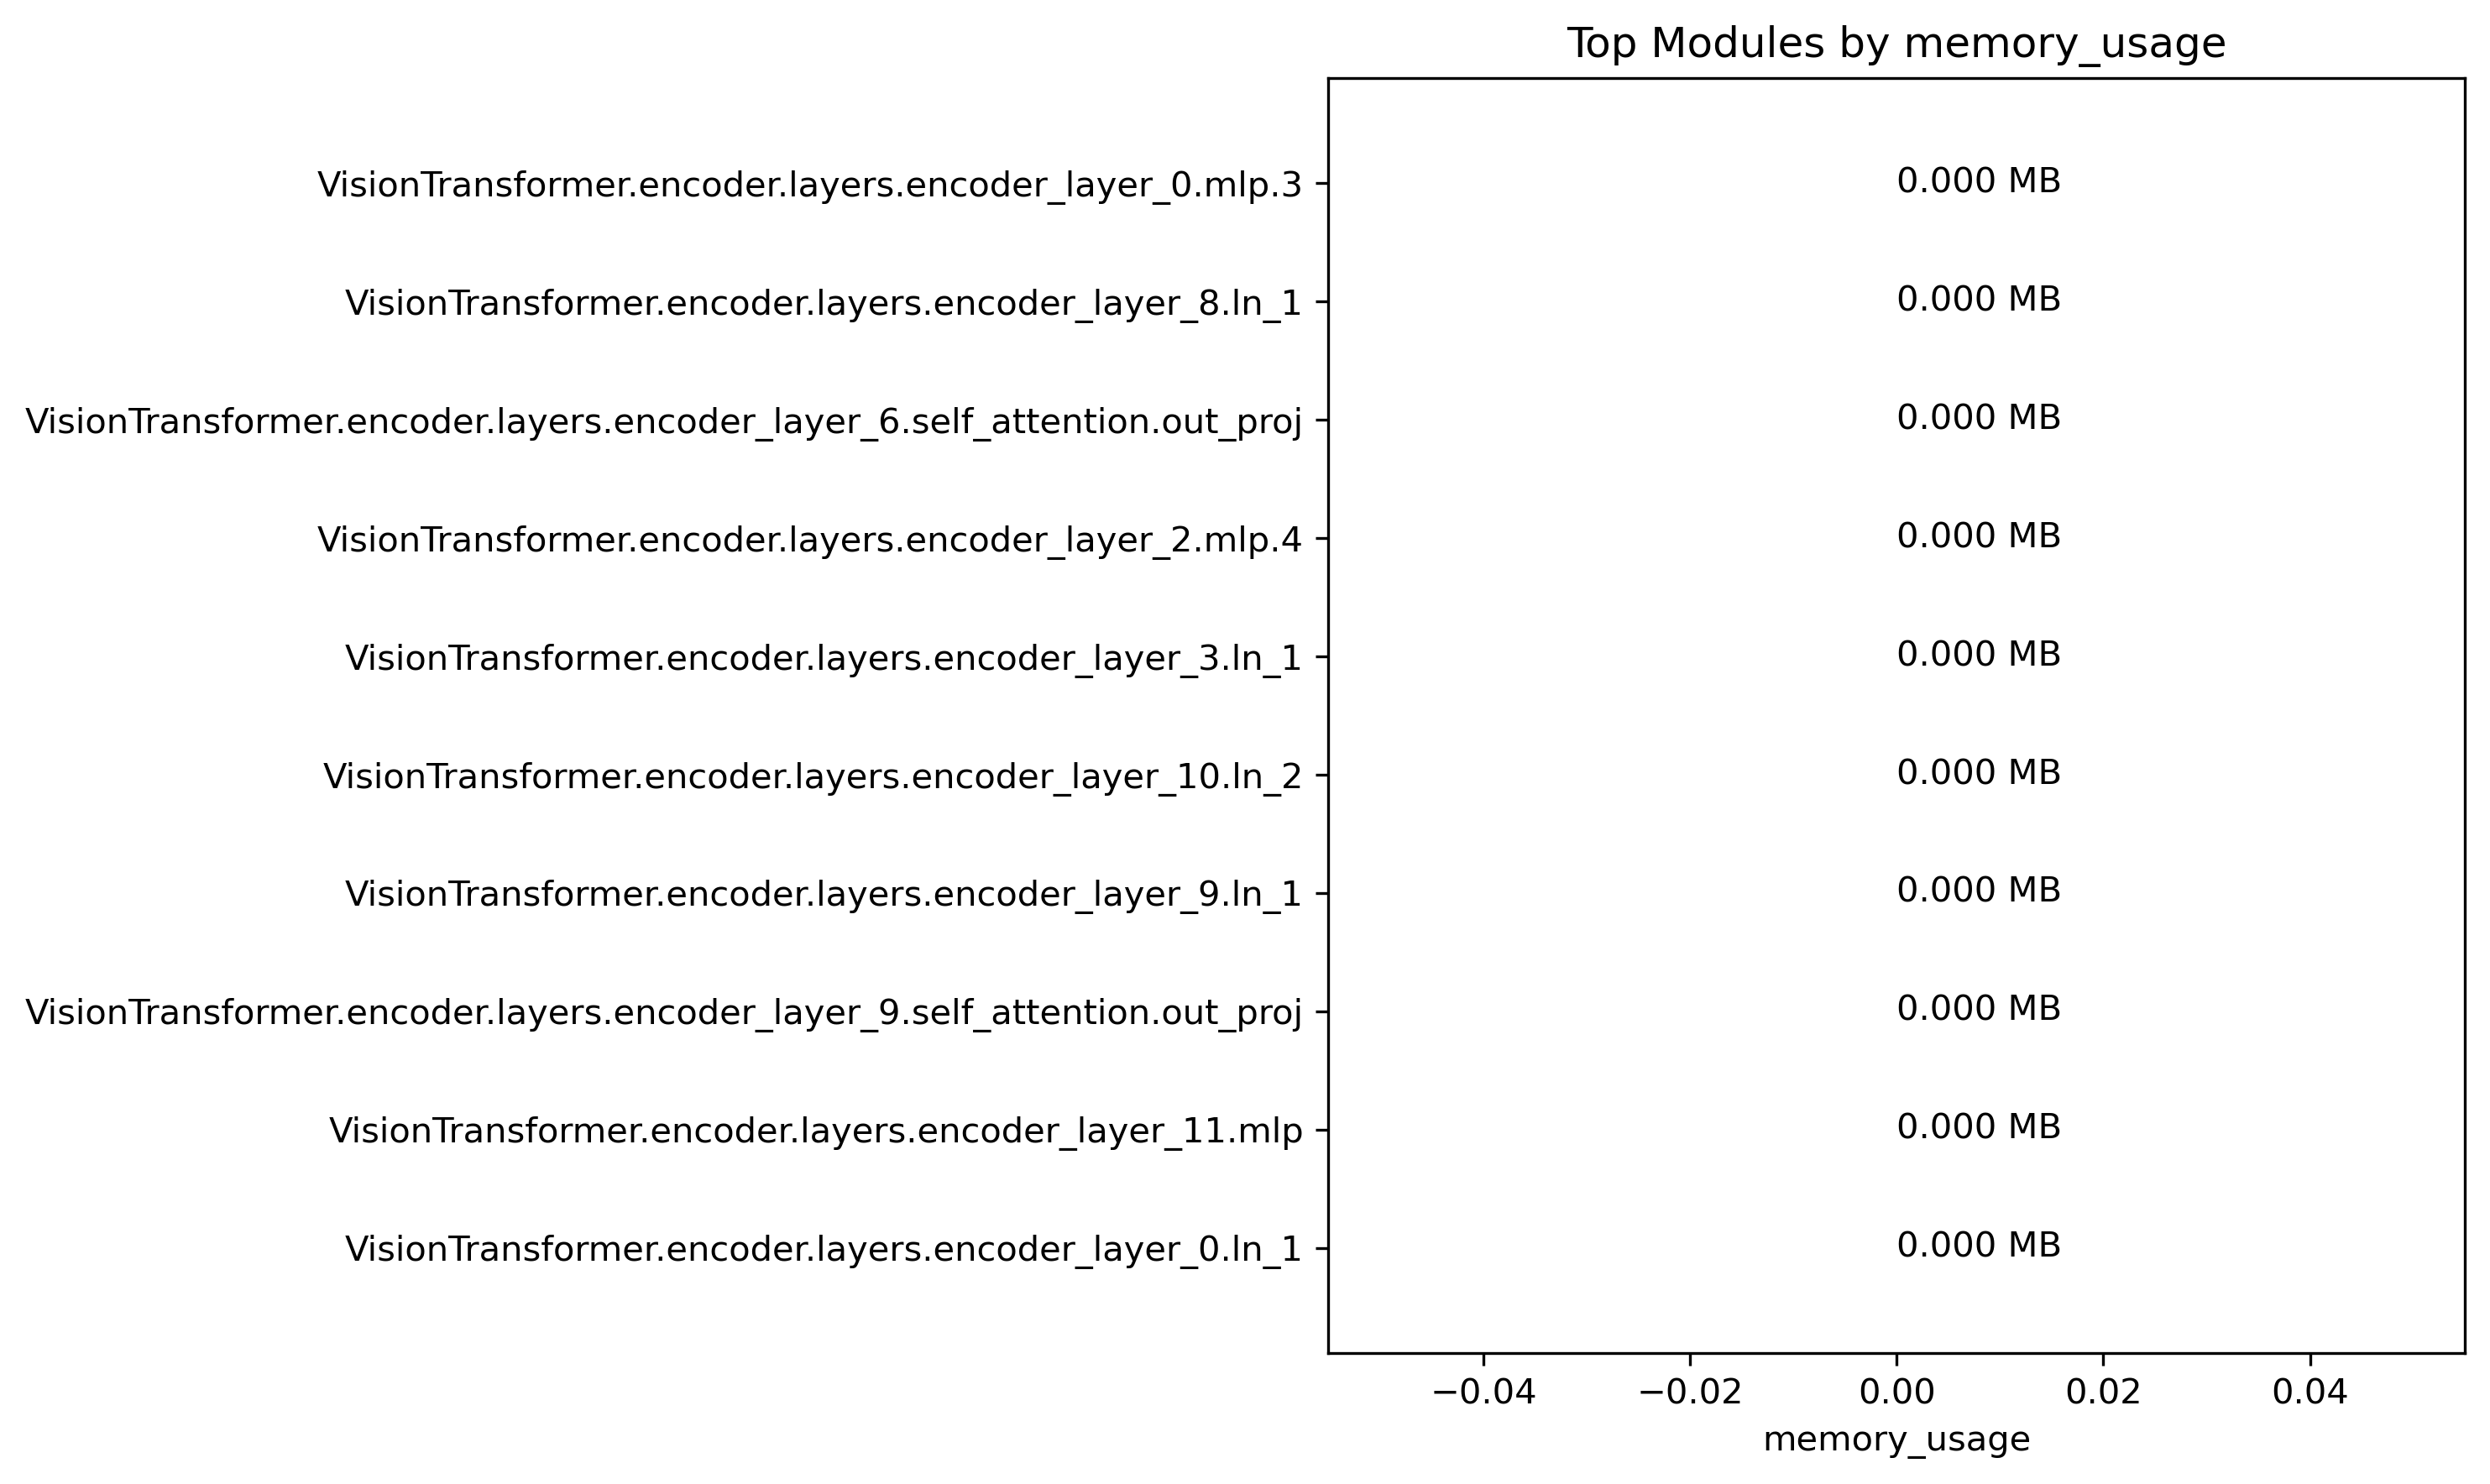 Top Modules by memory_usage
VisionTransformer.encoder.layers.encoder_layer_0.mlp.3 0.000 MB
VisionTransformer.encoder.layers.encoder_layer_8.ln_1 0.000 MB
VisionTransformer.encoder.layers.encoder_layer_6.self_attention.out_proj 0.000 MB
VisionTransformer.encoder.layers.encoder_layer_2.mlp.4 0.000 MB
VisionTransformer.encoder.layers.encoder_layer_3.ln_1 0.000 MB
VisionTransformer.encoder.layers.encoder_layer_10.ln_2 0.000 MB
VisionTransformer.encoder.layers.encoder_layer_9.ln_1 0.000 MB
VisionTransformer.encoder.layers.encoder_layer_9.self_attention.out_proj 0.000 MB
VisionTransformer.encoder.layers.encoder_layer_11.mlp 0.000 MB
VisionTransformer.encoder.layers.encoder_layer_0.ln_1 0.000 MB
−0.04 −0.02 0.00 0.02 0.04
memory_usage